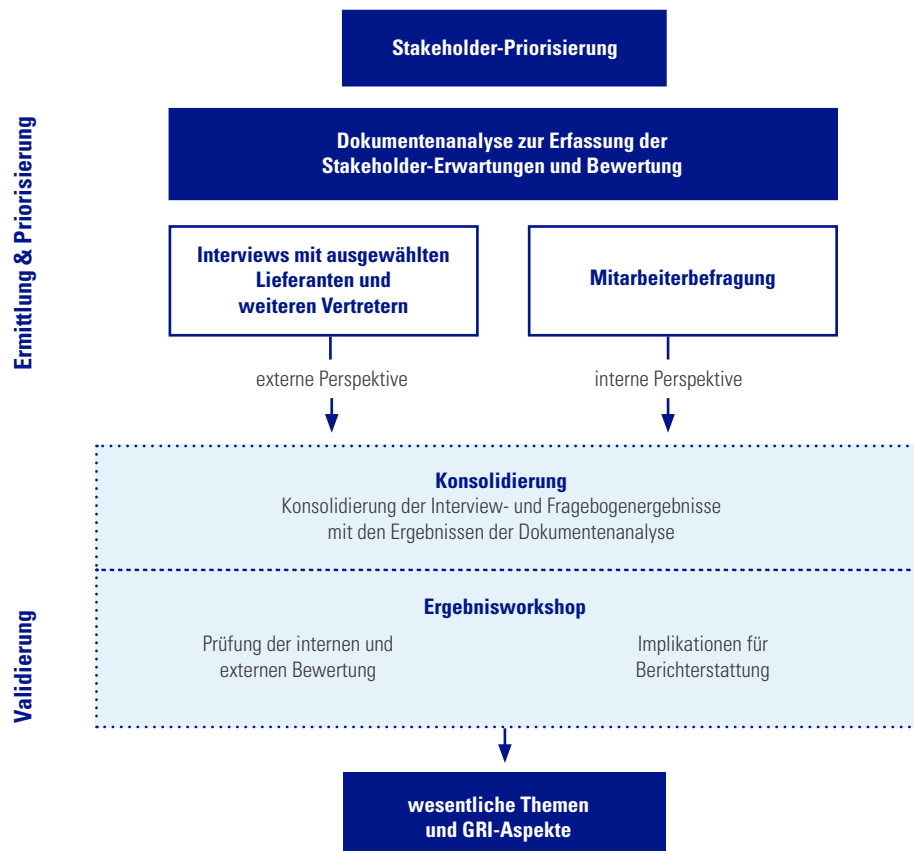 Stakeholder-Priorisierung
Ermittlung & Priorisierung
Dokumentenanalyse zur Erfassung der
Stakeholder-Erwartungen und Bewertung
Interviews mit ausgewählten
Lieferanten und
weiteren Vertretern
Mitarbeiterbefragung
externe Perspektive
interne Perspektive
Konsolidierung
Konsolidierung der Interview- und Fragebogenergebnisse
mit den Ergebnissen der Dokumentenanalyse
Validierung
Ergebnisworkshop
Prüfung der internen und
externen Bewertung
Implikationen für
Berichterstattung
wesentliche Themen
und GRI-Aspekte